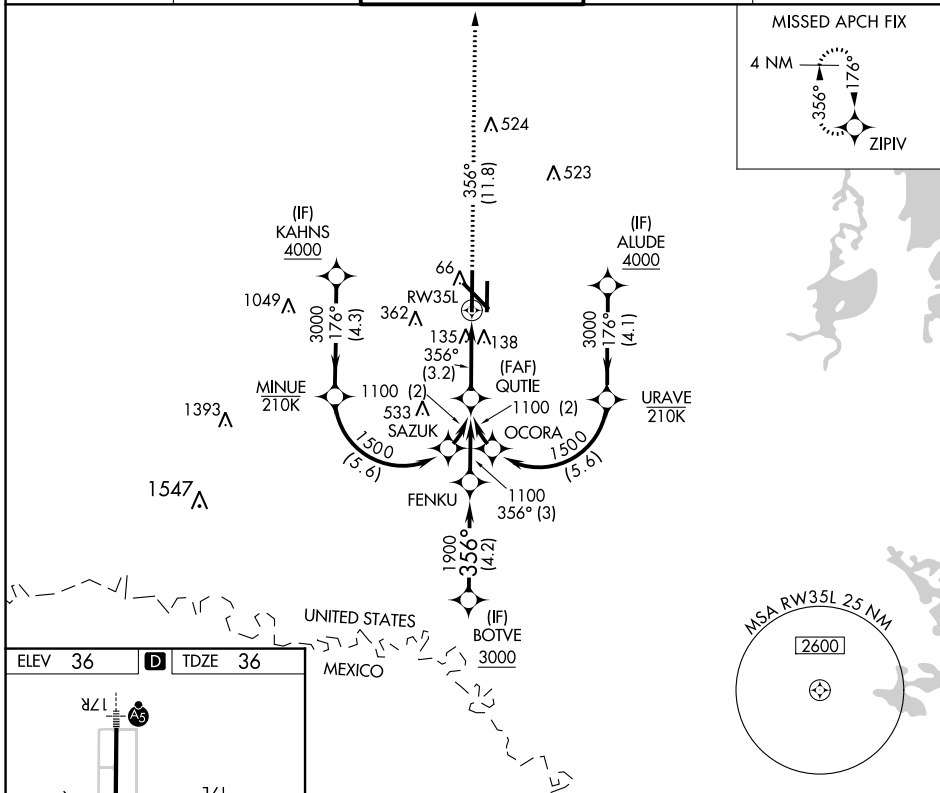 MISSED APCH FIX
4 NM
356°
176°
ZIPIV
524
523
356°
(11.8)
(IF)
KAHNS
4000
(IF)
ALUDE
4000
66
RW35L
1049
362
135
138
3000
176°
(4.3)
3000
176°
(4.1)
356°
(3.2)
(FAF)
QUTIE
MINUE
210K
1100 (2)
1100 (2)
URAVE
210K
533
1393
SAZUK
OCORA
1500
(5.6)
1500
(5.6)
1547
FENKU
1100
356° (3)
1900
356°
(4.2)
(IF)
BOTVE
3000
UNITED STATES
MEXICO
MSA RW35L 25 NM
2600
ELEV 36
D
TDZE 36
17R
A5